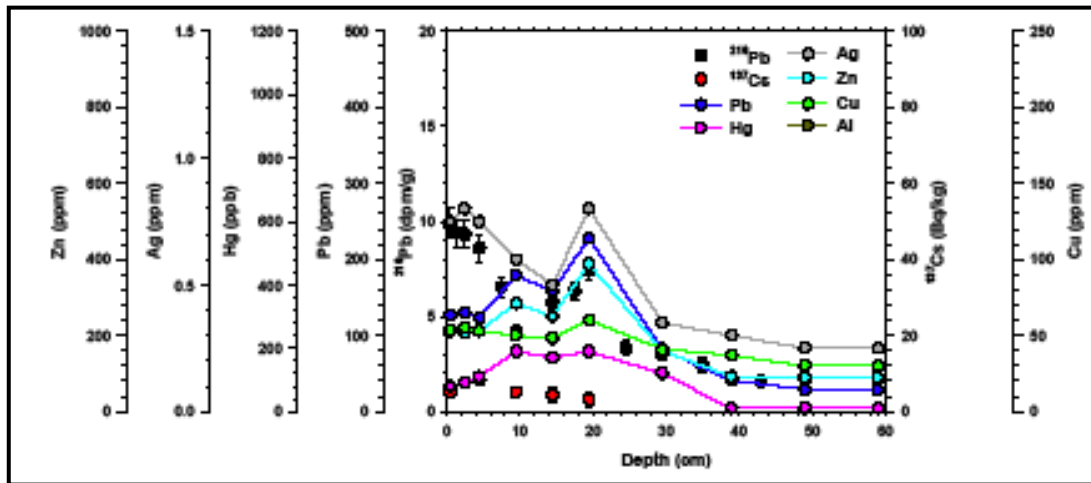 1000
800
600
400
200
0
Zn (ppm)
1.5
1.0
0.5
0.0
Ag (ppm)
1200
1000
800
600
400
200
0
Hg (ppb)
500
400
300
200
100
0
Pb (ppm)
20
15
10
5
0
²¹⁰Pb (dpm/g)
²¹⁰Pb
¹³⁷Cs
Pb
Hg
Ag
Zn
Cu
Al
0 10 20 30 40 50 60
Depth (cm)
100
80
60
40
20
0
¹³⁷Cs (Bq/kg)
250
200
150
100
50
0
Cu (ppm)